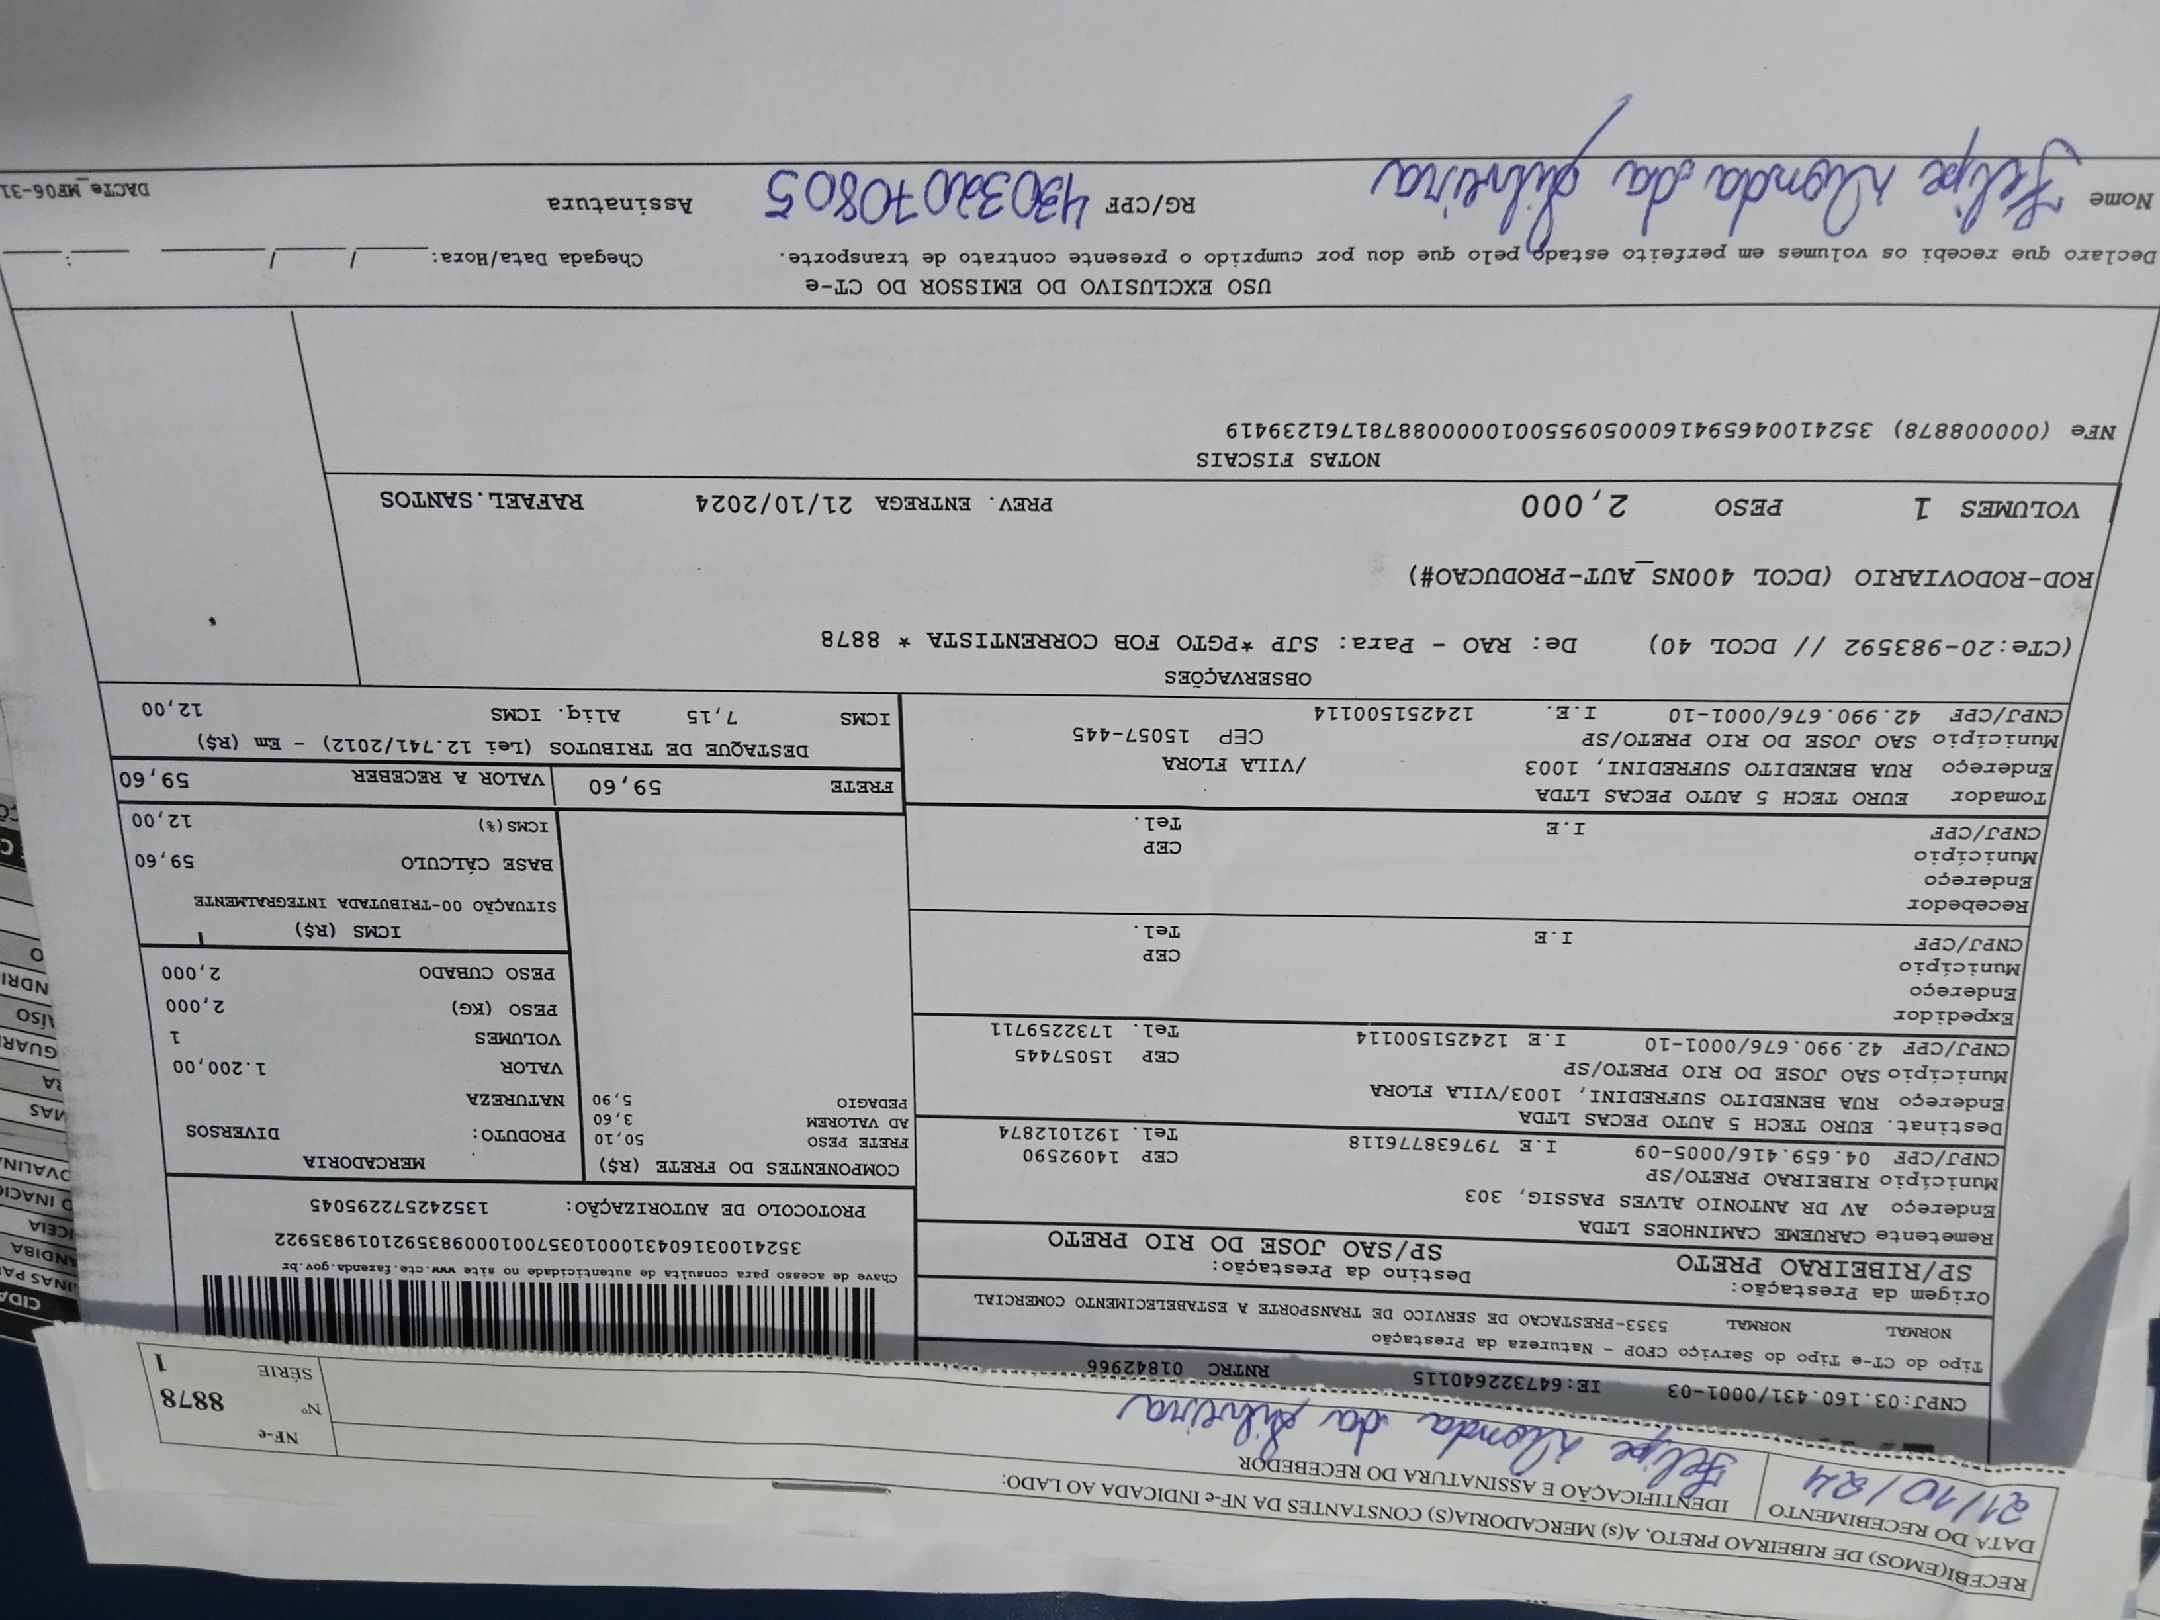 RECEBI(EMOS) DE RIBEIRAO PRETO, A(s) MERCADORIA(S) CONSTANTES DA NF-e INDICADA AO LADO:
DATA DO RECEBIMENTO
21/10/24
IDENTIFICAÇÃO E ASSINATURA DO RECEBEDOR
Felipe da Silveira
NF-e
Nº 8878
SÉRIE 1
CNPJ:03.160.431/0001-03 IE:647322640115 RNTRC 01842966
Tipo do CT-e Tipo do Serviço CFOP - Natureza da Prestação
NORMAL NORMAL 5353-PRESTACAO DE SERVICO DE TRANSPORTE A ESTABELECIMENTO COMERCIAL
Origem da Prestação: Destino da Prestação:
SP/RIBEIRAO PRETO SP/SAO JOSE DO RIO PRETO
Chave de acesso para consulta de autenticidade no site www.cte.fazenda.gov.br
35241003160431000103570010009835921019835922
PROTOCOLO DE AUTORIZAÇÃO: 135242572295045
Remetente CARUEME CAMINHOES LTDA
Endereço AV DR ANTONIO ALVES PASSIG, 303
Município RIBEIRAO PRETO/SP CEP 14092590
CNPJ/CPF 04.659.416/0005-09 I.E 797638776118 Tel. 1921012874
Destinat. EURO TECH 5 AUTO PECAS LTDA
Endereço RUA BENEDITO SUFREDINI, 1003/VILA FLORA
Município SAO JOSE DO RIO PRETO/SP CEP 15057445
CNPJ/CPF 42.990.676/0001-10 I.E 124251500114 Tel. 1732259711
Expedidor
Endereço
Município CEP
CNPJ/CPF I.E Tel.
Recebedor
Endereço
Município CEP
CNPJ/CPF I.E Tel.
Tomador EURO TECH 5 AUTO PECAS LTDA
Endereço RUA BENEDITO SUFREDINI, 1003 /VILA FLORA
Município SAO JOSE DO RIO PRETO/SP CEP 15057-445
CNPJ/CPF 42.990.676/0001-10 I.E. 124251500114
COMPONENTES DO FRETE (R$)
FRETE PESO 50,10
AD VALOREM 3,60
PEDAGIO 5,90
MERCADORIA
PRODUTO: DIVERSOS
NATUREZA
VALOR 1.200,00
VOLUMES 1
PESO (KG) 2,000
PESO CUBADO 2,000
ICMS (R$)
SITUAÇÃO 00-TRIBUTADA INTEGRALMENTE
BASE CÁLCULO 59,60
ICMS(%) 12,00
FRETE 59,60 VALOR A RECEBER 59,60
DESTAQUE DE TRIBUTOS (Lei 12.741/2012) - Em (R$)
ICMS 7,15 Aliq. ICMS 12,00
OBSERVAÇÕES
(CTe:20-983592 // DCOL 40) De: RAO - Para: SJP *PGTO FOB CORRENTISTA * 8878
ROD-RODOVIARIO (DCOL 400NS_AUT-PRODUCAO#)
VOLUMES 1 PESO 2,000 PREV. ENTREGA 21/10/2024 RAFAEL.SANTOS
NOTAS FISCAIS
NFe (000008878) 35241004659416000509550010000088781761239419
USO EXCLUSIVO DO EMISSOR DO CT-e
Declaro que recebi os volumes em perfeito estado pelo que dou por cumprido o presente contrato de transporte. Chegada Data/Hora: / / :
Nome Felipe da Silveira RG/CPF Assinatura
DACTe_MF06-31